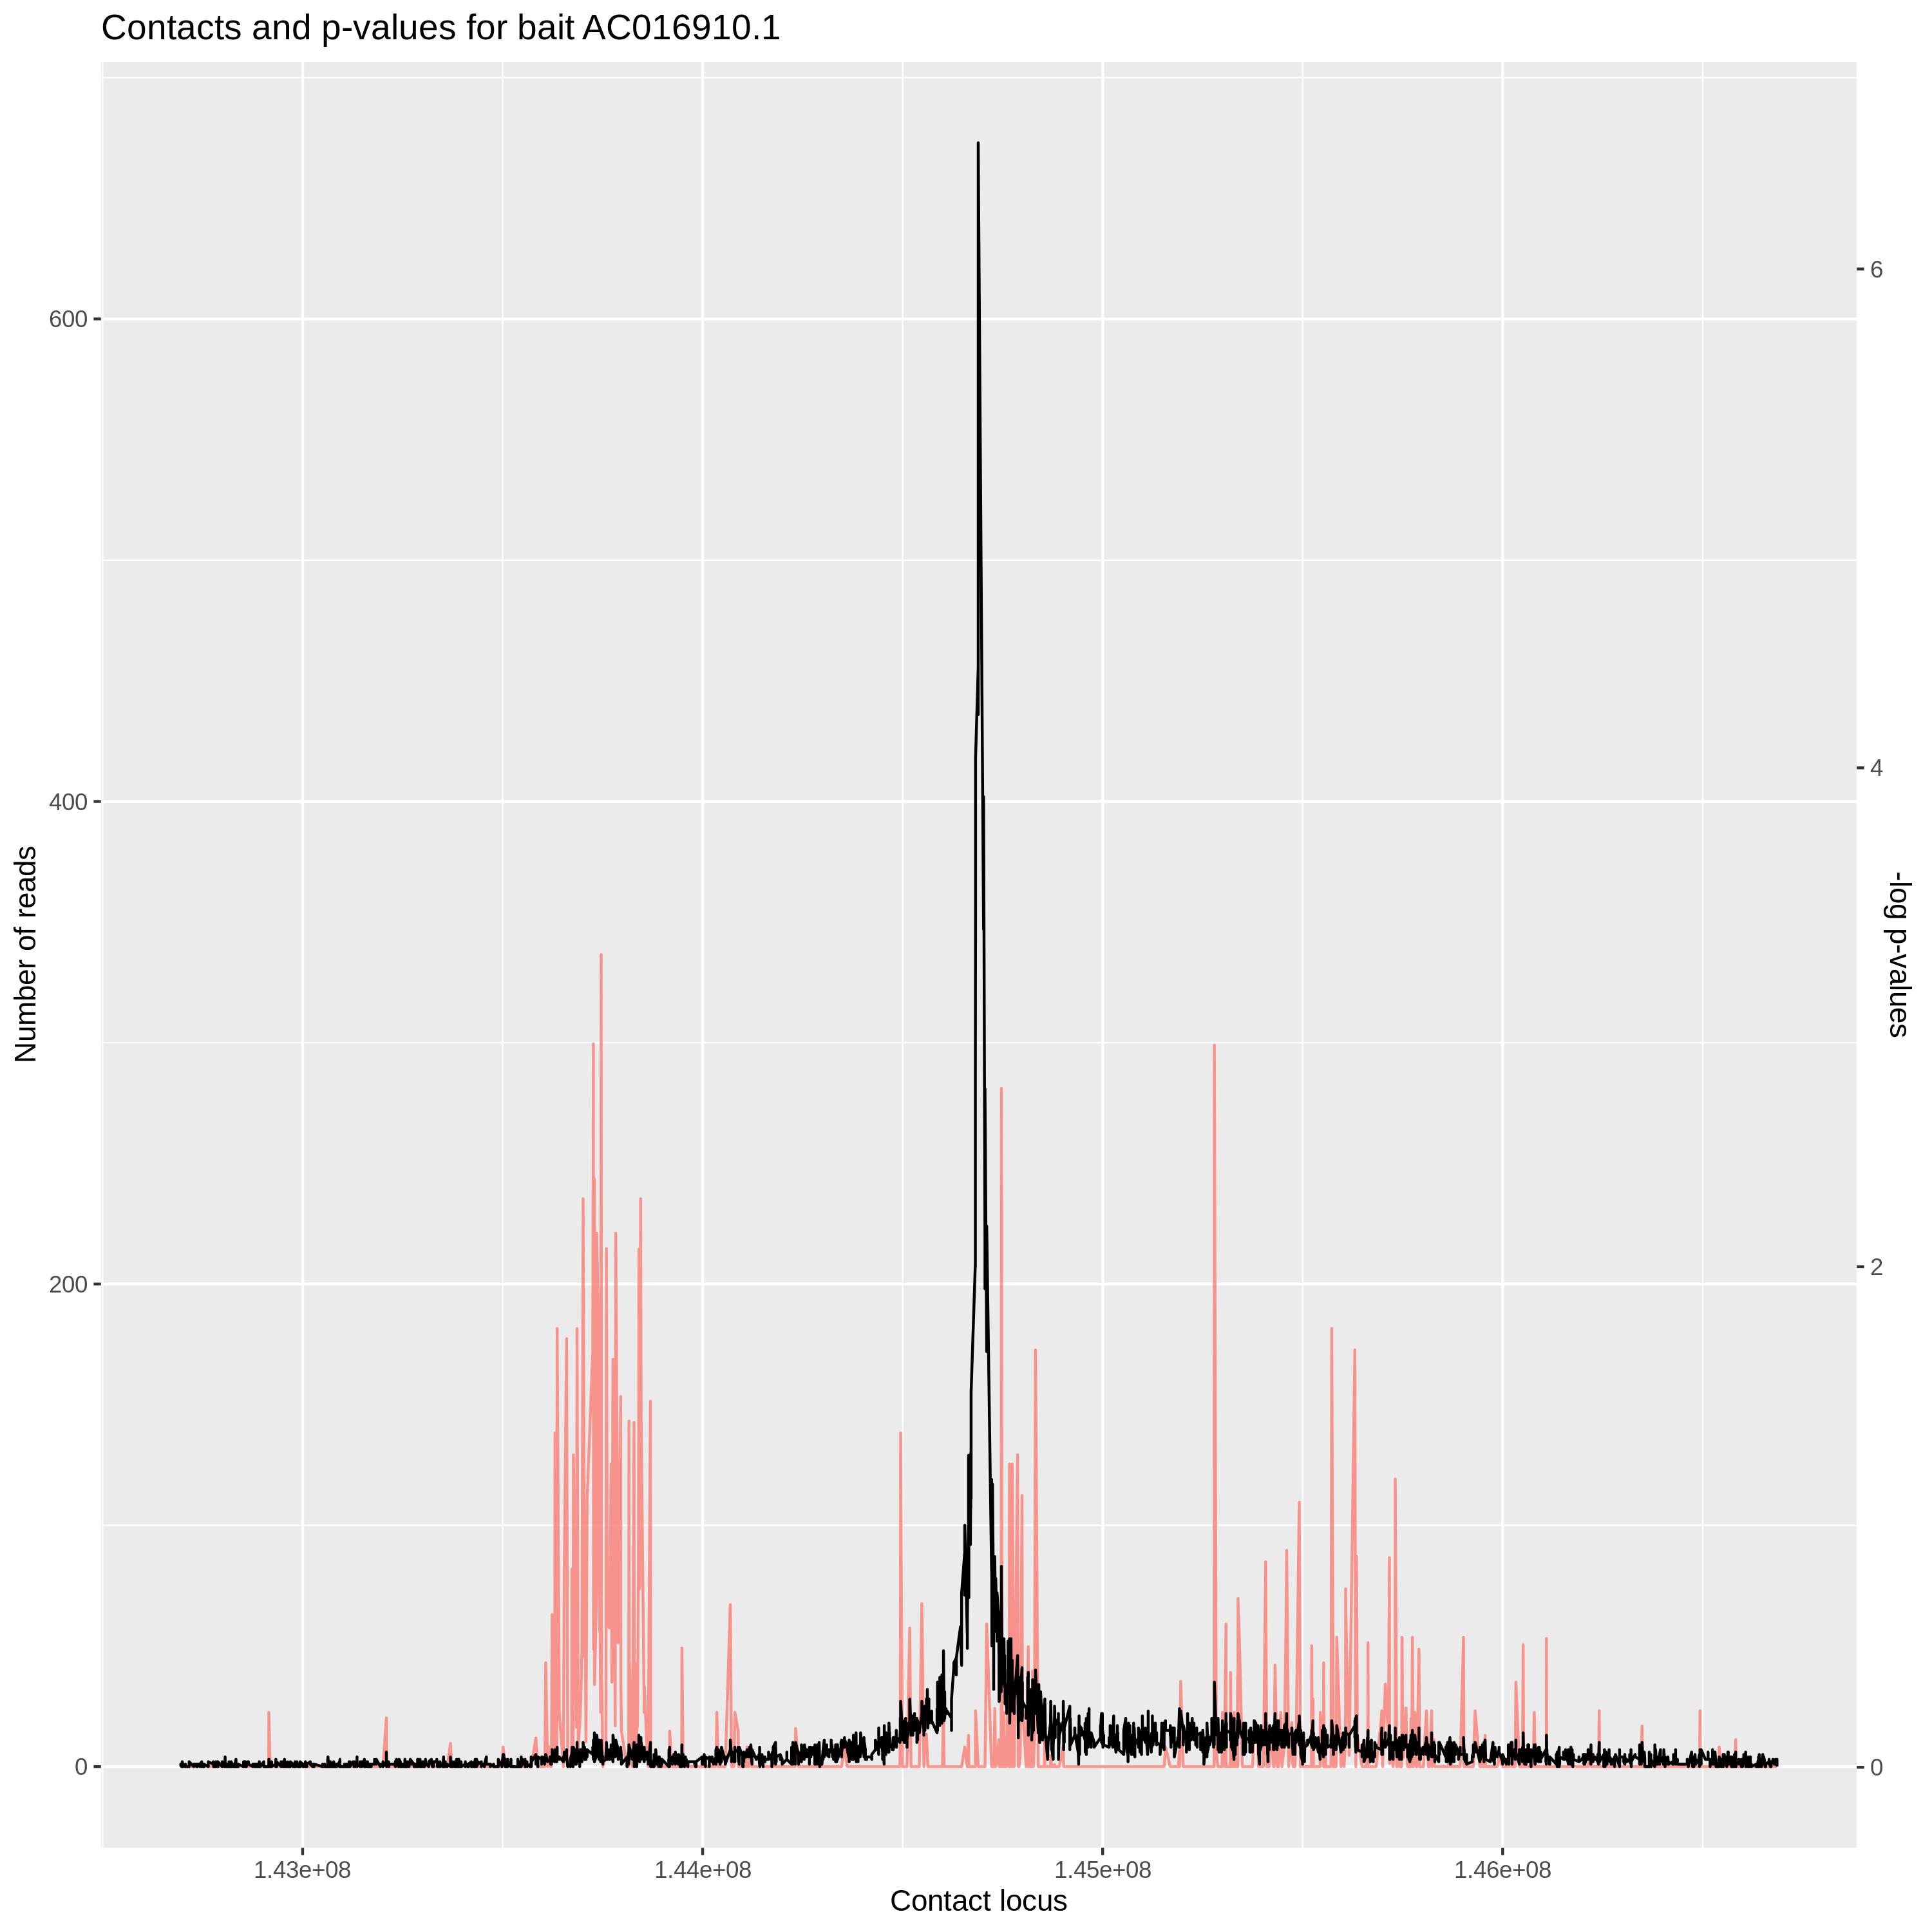 Contacts and p-values for bait AC016910.1
600
400
200
0
6
4
2
0
Number of reads
-log p-values
1.43e+08
1.44e+08
1.45e+08
1.46e+08
Contact locus